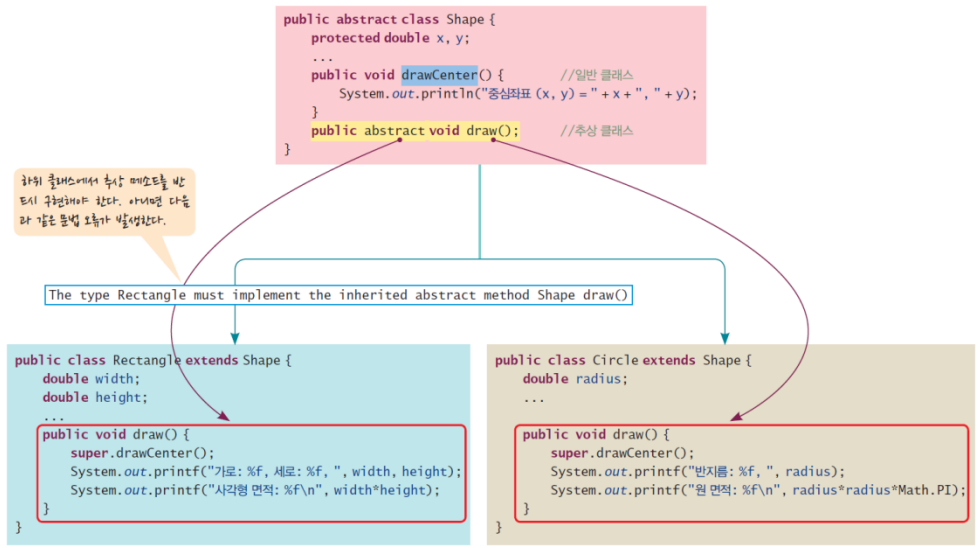 public abstract class Shape {
protected double x, y;
...
public void drawCenter() { //일반 클래스
System.out.println("중심좌표 (x, y) = " + x + ", " + y);
}
public abstract void draw(); //추상 클래스
}
하위 클래스에서 추상 메소드를 반
드시 구현해야 한다. 아니면 다음
과 같은 문법 오류가 발생한다.
The type Rectangle must implement the inherited abstract method Shape draw()
public class Rectangle extends Shape {
double width;
double height;
...
public void draw() {
super.drawCenter();
System.out.printf("가로: %f, 세로: %f, ", width, height);
System.out.printf("사각형 면적: %f\n", width*height);
}
}
public class Circle extends Shape {
double radius;
...
public void draw() {
super.drawCenter();
System.out.printf("반지름: %f, ", radius);
System.out.printf("원 면적: %f\n", radius*radius*Math.PI);
}
}